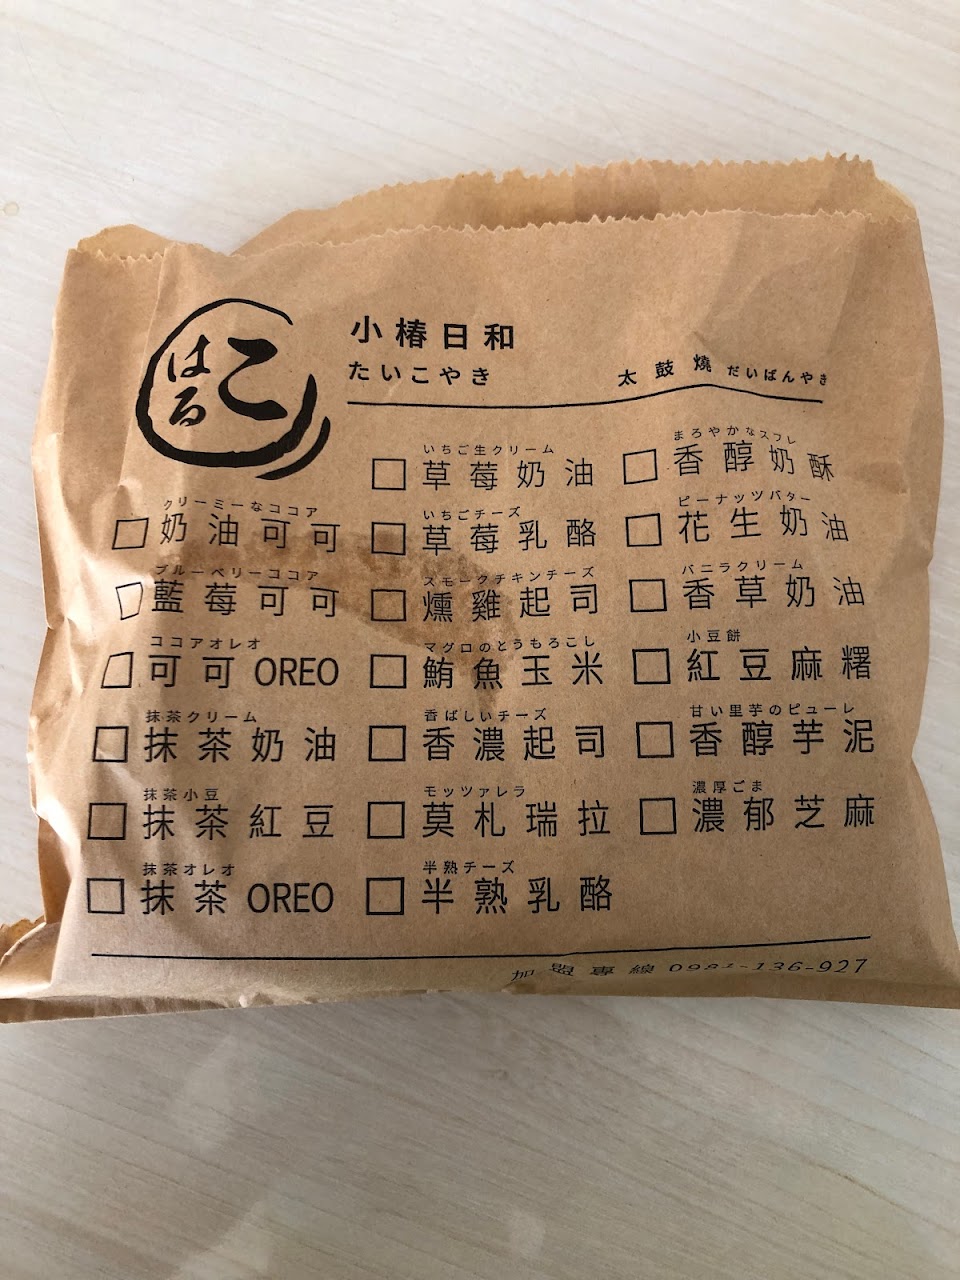 こ
はる
小椿日和
たいこやき
太鼓燒 だいばんやき
クリーミーなココア
□ 奶油可可
ブルーベリーココア
□ 藍莓可可
ココアオレオ
□ 可可 OREO
抹茶クリーム
□ 抹茶奶油
抹茶小豆
□ 抹茶紅豆
抹茶オレオ
□ 抹茶 OREO
いちご生クリーム
□ 草莓奶油
いちごチーズ
□ 草莓乳酪
スモークチキンチーズ
□ 燻雞起司
マグロのとうもろこし
□ 鮪魚玉米
香ばしいチーズ
□ 香濃起司
モッツァレラ
□ 莫札瑞拉
半熟チーズ
□ 半熟乳酪
まろやかなスフレ
□ 香醇奶酥
ピーナッツバター
□ 花生奶油
バニラクリーム
□ 香草奶油
小豆餅
□ 紅豆麻糬
甘い里芋のピューレ
□ 香醇芋泥
濃厚ごま
□ 濃郁芝麻
加盟專線 0981-136-927